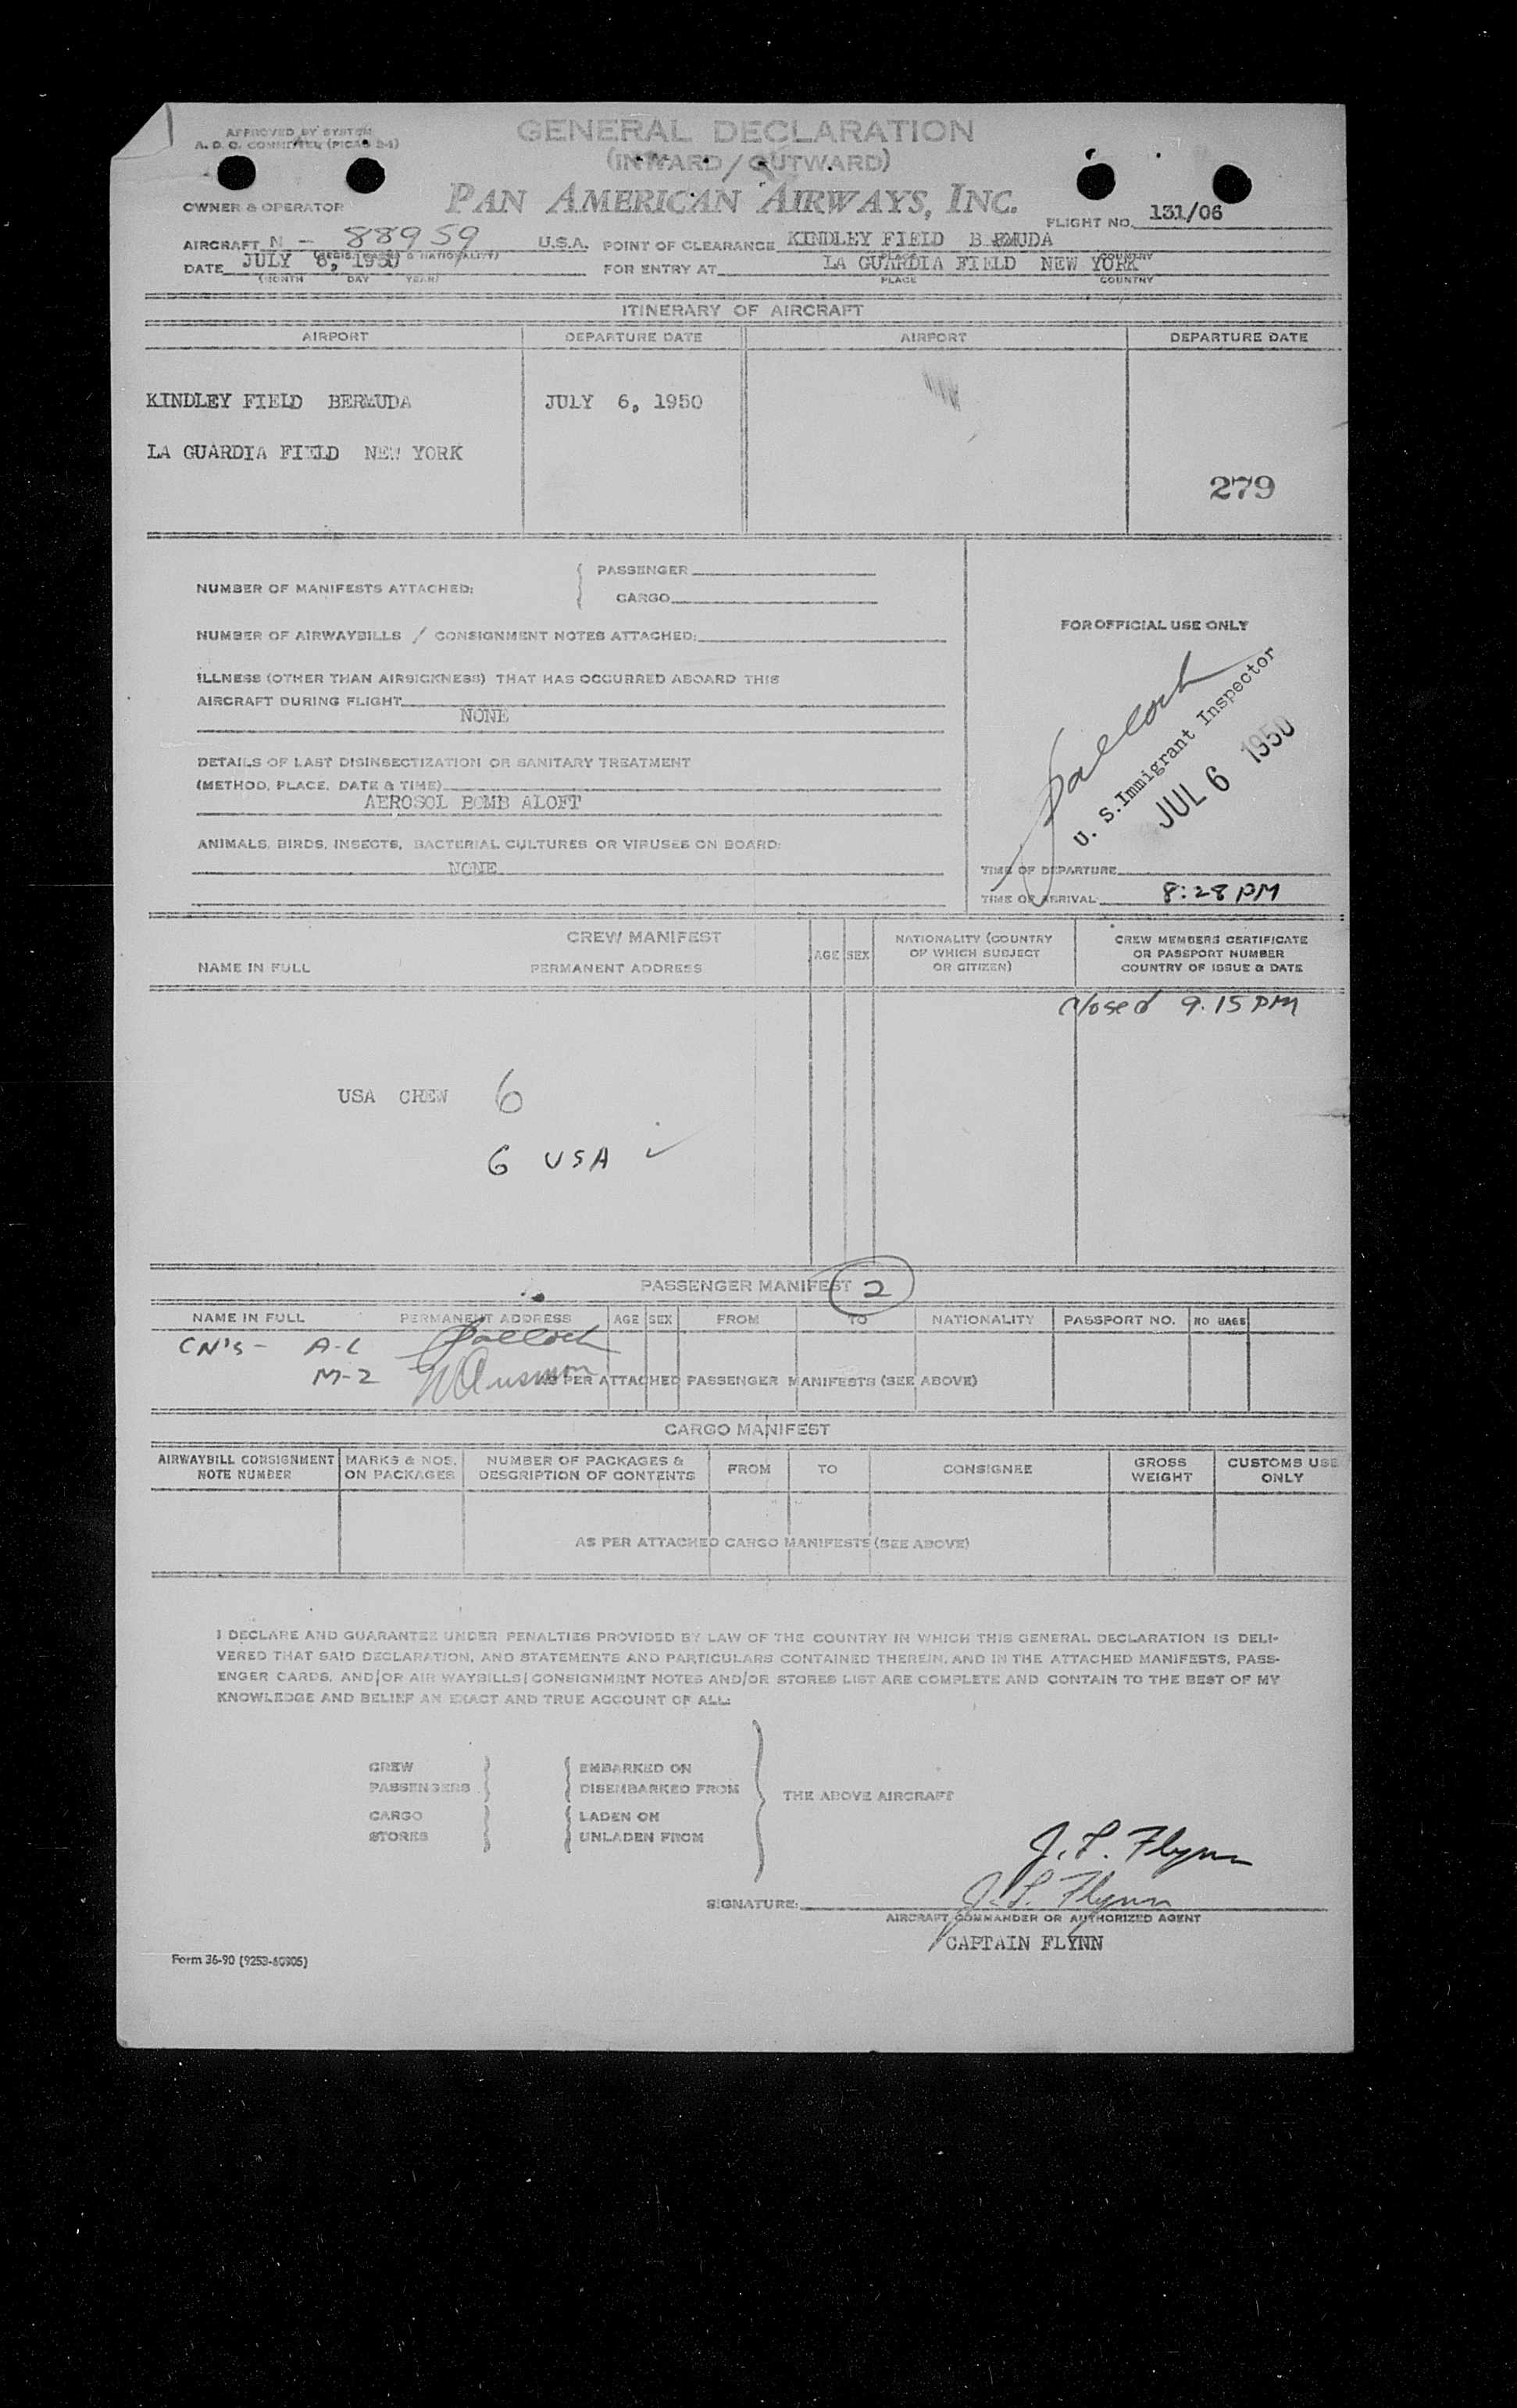 APPROVED BY SYSTEM
GENERAL DECLARATION
(INWARD / OUTWARD)
OWNER & OPERATOR PAN AMERICAN AIRWAYS, INC. FLIGHT NO. 131/06
AIRCRAFT N - 88959 U.S.A. POINT OF CLEARANCE KINDLEY FIELD B RMUDA
DATE JULY 6, 1950 FOR ENTRY AT LA GUARDIA FIELD NEW YORK
(MONTH DAY YEAR) PLACE COUNTRY
ITINERARY OF AIRCRAFT
AIRPORT DEPARTURE DATE AIRPORT DEPARTURE DATE
KINDLEY FIELD BERMUDA JULY 6, 1950
LA GUARDIA FIELD NEW YORK
279
NUMBER OF MANIFESTS ATTACHED: PASSENGER
CARGO
NUMBER OF AIRWAYBILLS / CONSIGNMENT NOTES ATTACHED:
FOR OFFICIAL USE ONLY
ILLNESS (OTHER THAN AIRSICKNESS) THAT HAS OCCURRED ABOARD THIS
AIRCRAFT DURING FLIGHT
NONE
DETAILS OF LAST DISINSECTIZATION OR SANITARY TREATMENT
(METHOD, PLACE, DATE & TIME)
AEROSOL BOMB ALOFT
U. S. Immigrant Inspector
JUL 6 1950
ANIMALS, BIRDS, INSECTS, BACTERIAL CULTURES OR VIRUSES ON BOARD:
NONE
TIME OF DEPARTURE
TIME OF ARRIVAL 8:28 PM
CREW MANIFEST
NAME IN FULL PERMANENT ADDRESS AGE SEX NATIONALITY (COUNTRY OF WHICH SUBJECT OR CITIZEN) CREW MEMBERS CERTIFICATE OR PASSPORT NUMBER COUNTRY OF ISSUE & DATE
Closed 9.15 PM
USA CREW 6
6 USA ✓
PASSENGER MANIFEST 2
NAME IN FULL PERMANENT ADDRESS AGE SEX FROM TO NATIONALITY PASSPORT NO. NO BAGS
CN's - A-L
M-2
AS PER ATTACHED PASSENGER MANIFESTS (SEE ABOVE)
CARGO MANIFEST
AIRWAYBILL CONSIGNMENT NOTE NUMBER MARKS & NOS. ON PACKAGES NUMBER OF PACKAGES & DESCRIPTION OF CONTENTS FROM TO CONSIGNEE GROSS WEIGHT CUSTOMS USE ONLY
AS PER ATTACHED CARGO MANIFESTS (SEE ABOVE)
I DECLARE AND GUARANTEE UNDER PENALTIES PROVIDED BY LAW OF THE COUNTRY IN WHICH THIS GENERAL DECLARATION IS DELI-
VERED THAT SAID DECLARATION, AND STATEMENTS AND PARTICULARS CONTAINED THEREIN, AND IN THE ATTACHED MANIFESTS, PASS-
ENGER CARDS, AND/OR AIR WAYBILLS/CONSIGNMENT NOTES AND/OR STORES LIST ARE COMPLETE AND CONTAIN TO THE BEST OF MY
KNOWLEDGE AND BELIEF AN EXACT AND TRUE ACCOUNT OF ALL:
CREW EMBARKED ON
PASSENGERS DISEMBARKED FROM
THE ABOVE AIRCRAFT
CARGO LADEN ON
STORES UNLADEN FROM
J. L. Flynn
SIGNATURE: J. L. Flynn
AIRCRAFT COMMANDER OR AUTHORIZED AGENT
CAPTAIN FLYNN
Form 36-90